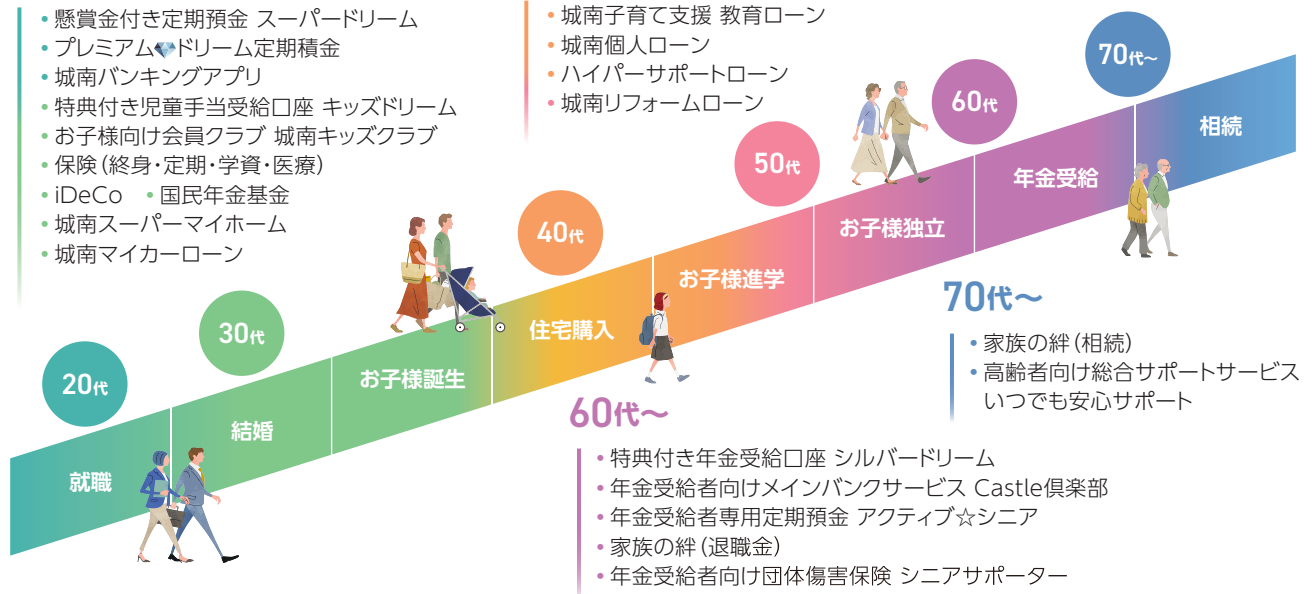 • 懸賞金付き定期預金 スーパードリーム
• プレミアム💎ドリーム定期積金
• 城南バンキングアプリ
• 特典付き児童手当受給口座 キッズドリーム
• お子様向け会員クラブ 城南キッズクラブ
• 保険（終身・定期・学資・医療）
• iDeCo • 国民年金基金
• 城南スーパーマイホーム
• 城南マイカーローン
• 城南子育て支援 教育ローン
• 城南個人ローン
• ハイパーサポートローン
• 城南リフォームローン
20代
30代
40代
50代
60代
70代～
就職
結婚
お子様誕生
住宅購入
お子様進学
お子様独立
年金受給
相続
60代～
• 特典付き年金受給口座 シルバードリーム
• 年金受給者向けメインバンクサービス Castle倶楽部
• 年金受給者専用定期預金 アクティブ☆シニア
• 家族の絆（退職金）
• 年金受給者向け団体傷害保険 シニアサポーター
70代～
• 家族の絆（相続）
• 高齢者向け総合サポートサービス
いつでも安心サポート